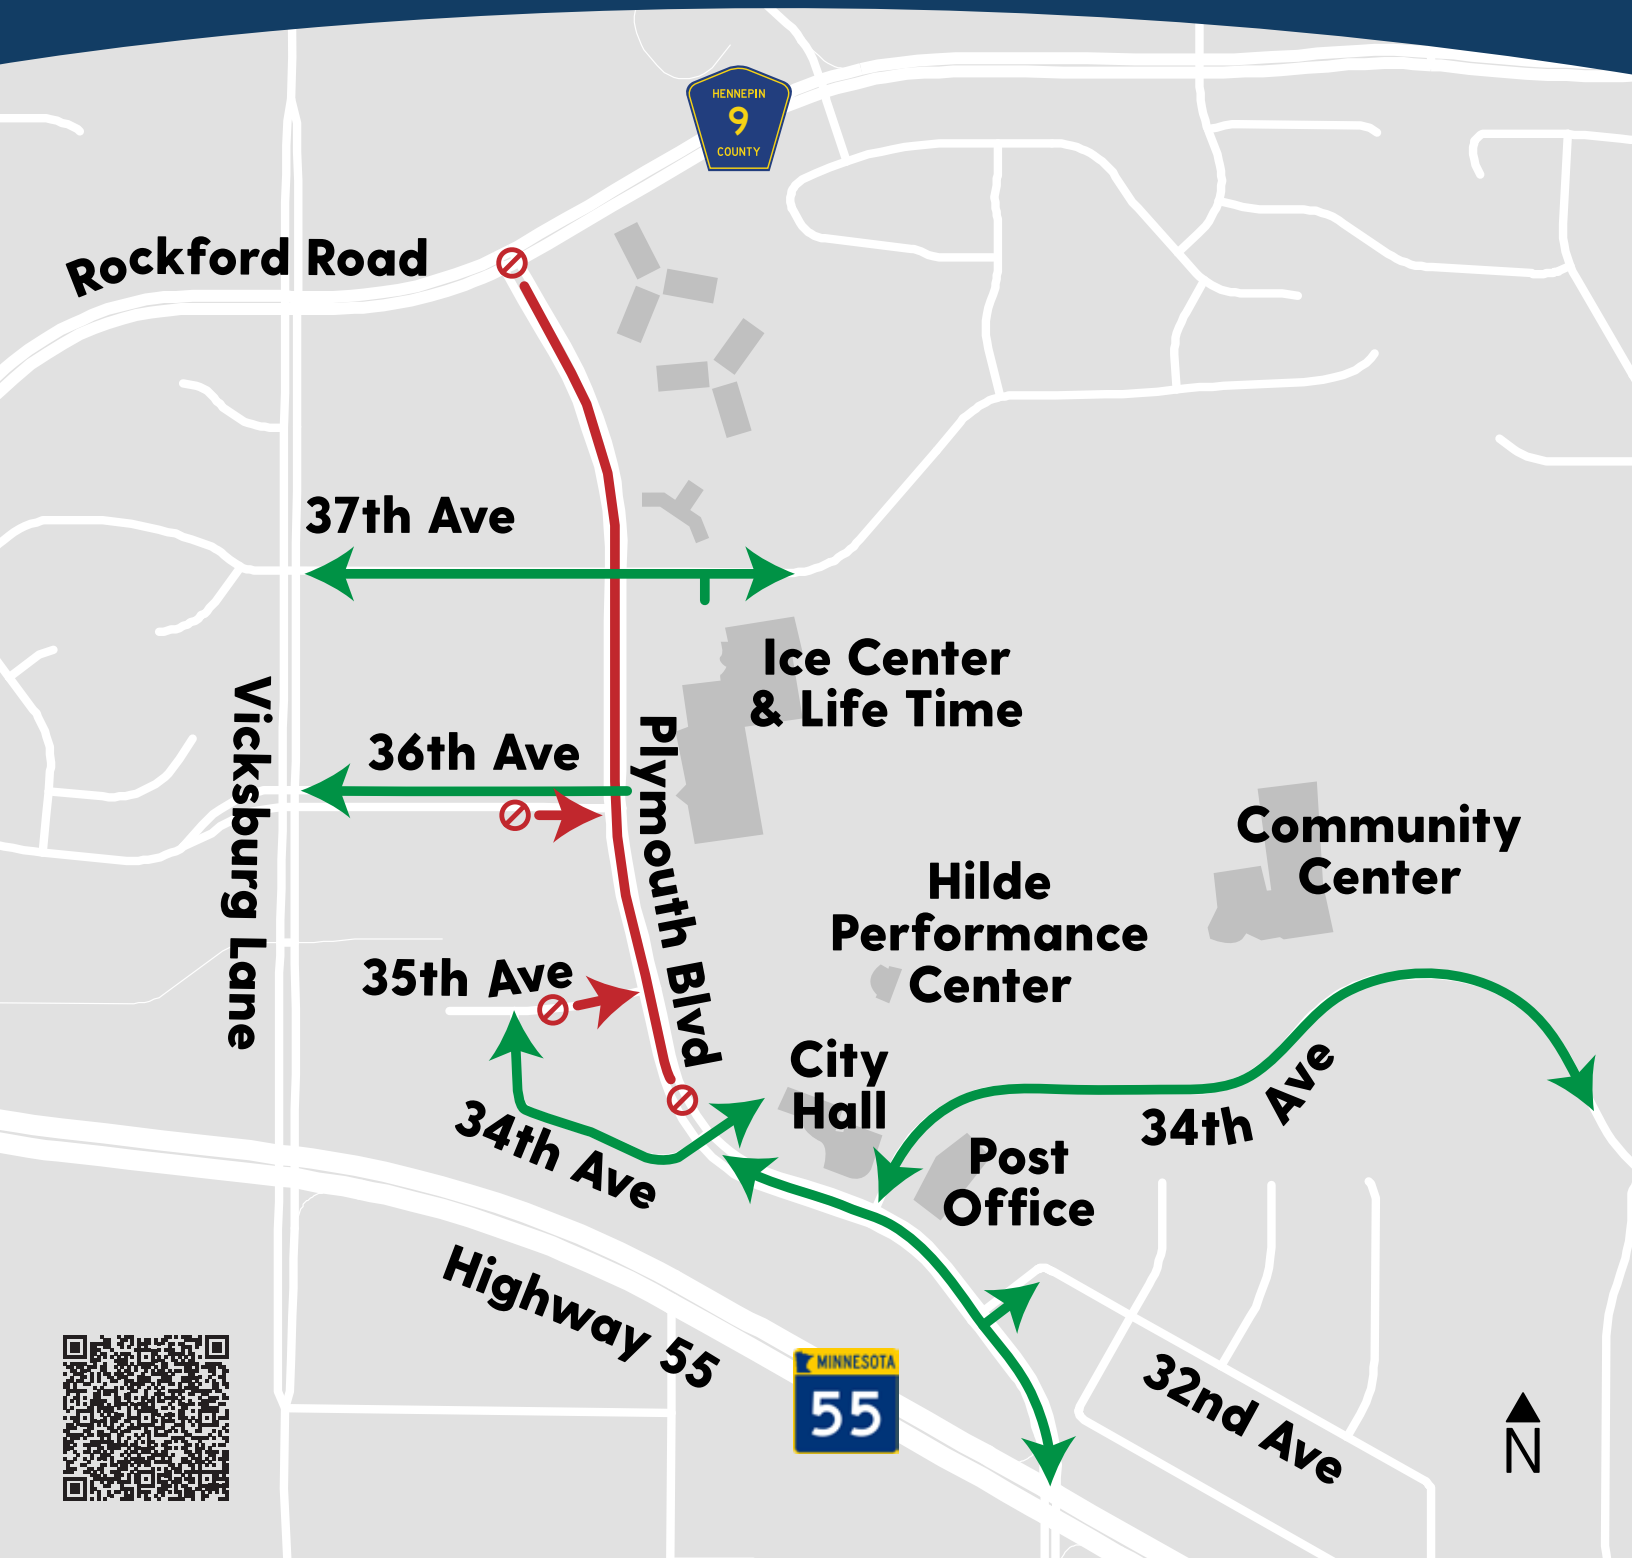 HENNEPIN
9
COUNTY
Rockford Road
37th Ave
Ice Center
& Life Time
Vicksburg Lane
36th Ave
Plymouth Blvd
Community
Center
Hilde
Performance
Center
35th Ave
City
Hall
34th Ave
34th Ave
Post
Office
Highway 55
MINNESOTA
55
32nd Ave
N